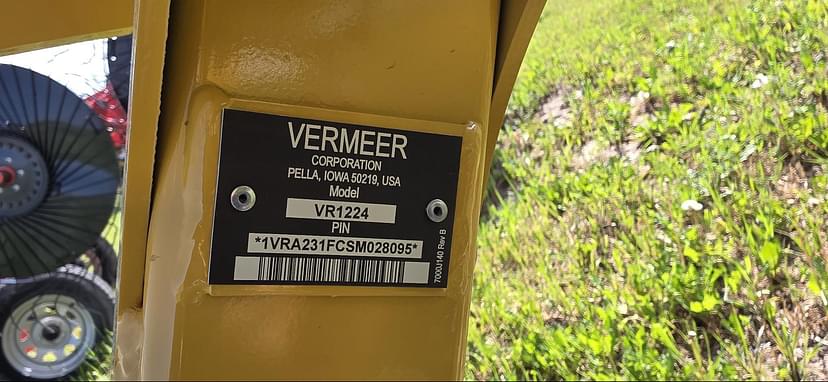 VERMEER
CORPORATION
PELLA, IOWA 50219, USA
Model
VR1224
PIN
*1VRA231FCSM028095*
7000J140 Rev B